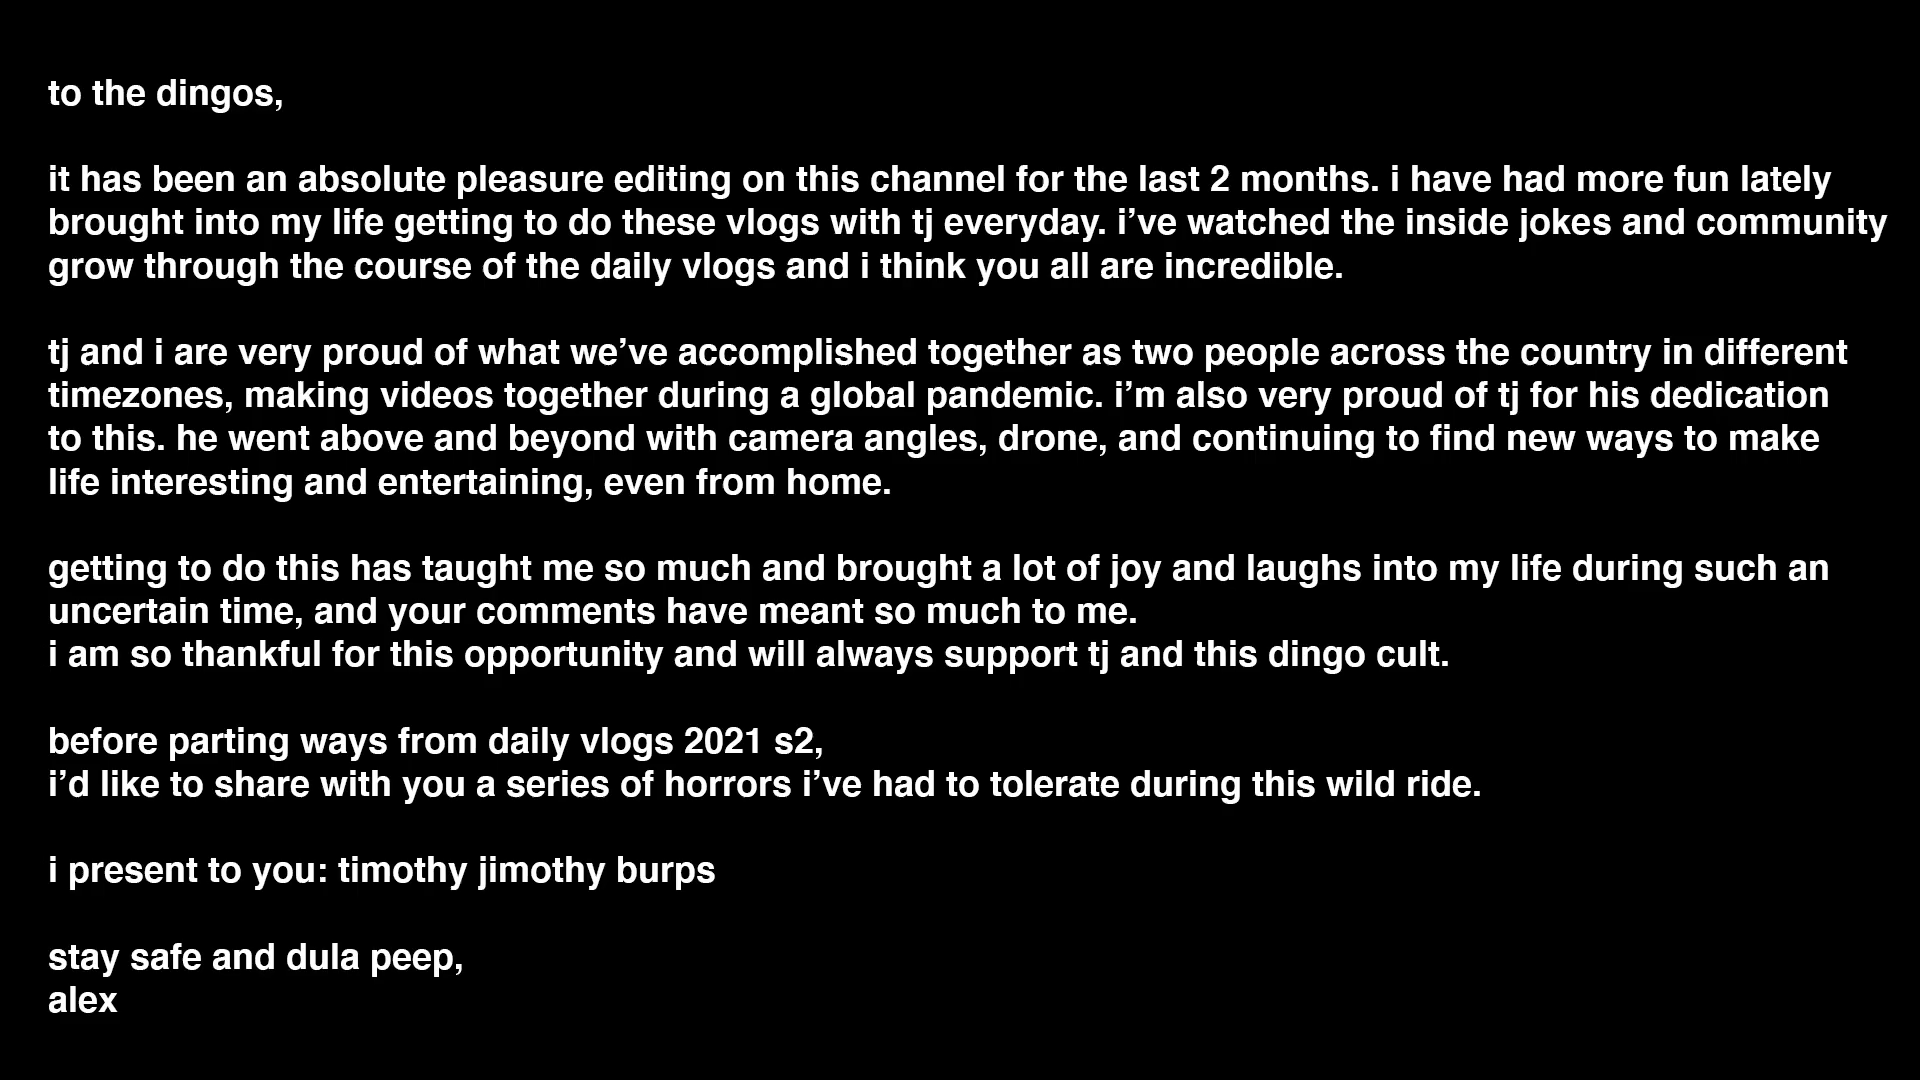 to the dingos,
it has been an absolute pleasure editing on this channel for the last 2 months. i have had more fun lately
brought into my life getting to do these vlogs with tj everyday. i’ve watched the inside jokes and community
grow through the course of the daily vlogs and i think you all are incredible.
tj and i are very proud of what we’ve accomplished together as two people across the country in different
timezones, making videos together during a global pandemic. i’m also very proud of tj for his dedication
to this. he went above and beyond with camera angles, drone, and continuing to find new ways to make
life interesting and entertaining, even from home.
getting to do this has taught me so much and brought a lot of joy and laughs into my life during such an
uncertain time, and your comments have meant so much to me.
i am so thankful for this opportunity and will always support tj and this dingo cult.
before parting ways from daily vlogs 2021 s2,
i’d like to share with you a series of horrors i’ve had to tolerate during this wild ride.
i present to you: timothy jimothy burps
stay safe and dula peep,
alex